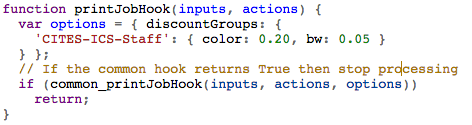 function printJobHook(inputs, actions) {
  var options = { discountGroups: {
    'CITES-ICS-Staff': { color: 0.20, bw: 0.05 }
  } };
  // If the common hook returns True then stop processing
  if (common_printJobHook(inputs, actions, options))
    return;
}